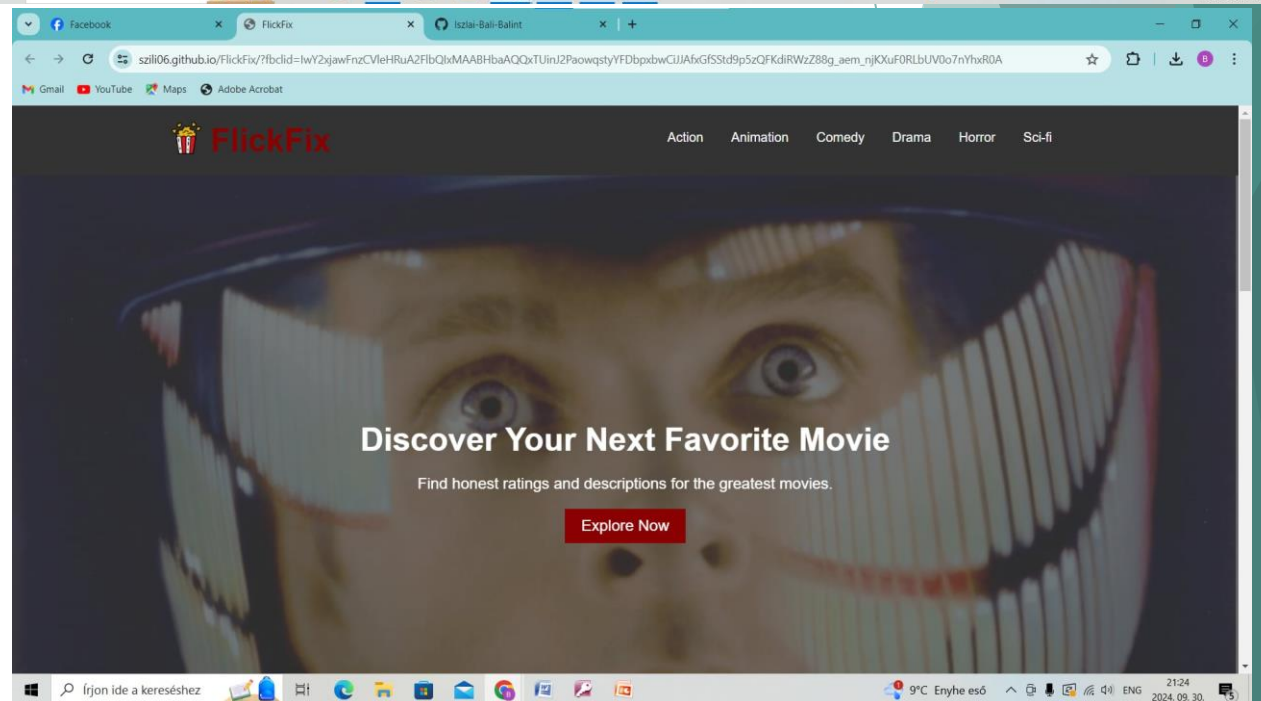 Facebook
FlickFix
Iszlai-Bali-Balint
szili06.github.io/FlickFix/?fbclid=IwY2xjawFnzCVleHRuA2FlbQIxMAABHbaAQQxTUinJ2PaowqstyYFDbpxbwCiJJAfxGfSStd9p5zQFKdiRWzZ88g_aem_njKXuF0RLbUV0o7nYhxR0A
B
Gmail YouTube Maps Adobe Acrobat
FlickFix
Action Animation Comedy Drama Horror Sci-fi
Discover Your Next Favorite Movie
Find honest ratings and descriptions for the greatest movies.
Explore Now
Írjon ide a kereséshez
9°C Enyhe eső
ENG
21:24
2024. 09. 30.
5